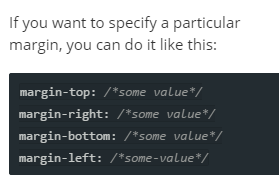 If you want to specify a particular
margin, you can do it like this:
margin-top: /*some value*/
margin-right: /*some value*/
margin-bottom: /*some value*/
margin-left: /*some-value*/